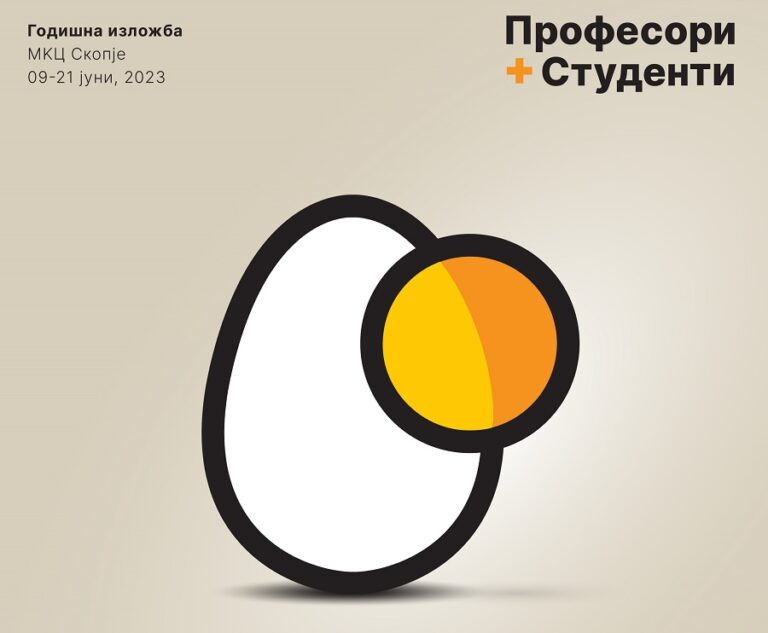 Годишна изложба
МКЦ Скопје
09-21 јуни, 2023
Професори
+ Студенти